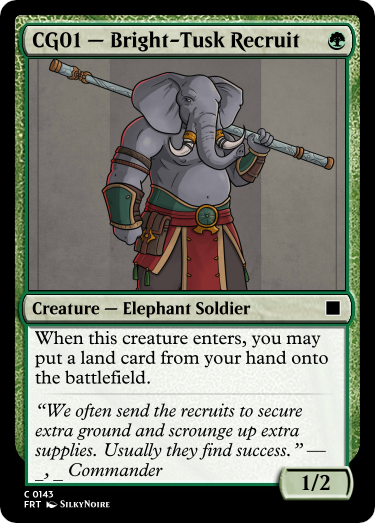 CG01 — Bright-Tusk Recruit
Creature — Elephant Soldier
When this creature enters, you may
put a land card from your hand onto
the battlefield.
“We often send the recruits to secure
extra ground and scrounge up extra
supplies. Usually they find success.” —
_, _ Commander
1/2
C 0143
FRT SilkyNoire